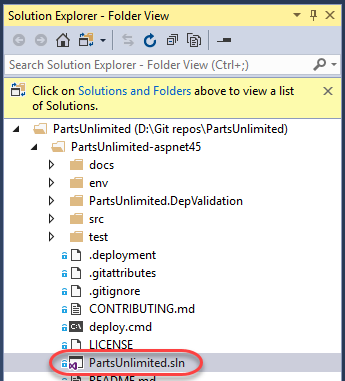 Solution Explorer - Folder View
Search Solution Explorer - Folder View (Ctrl+;)
Click on Solutions and Folders above to view a list
of Solutions.
PartsUnlimited (D:\Git repos\PartsUnlimited)
PartsUnlimited-aspnet45
docs
env
PartsUnlimited.DepValidation
src
test
.deployment
.gitattributes
.gitignore
CONTRIBUTING.md
C:\ deploy.cmd
LICENSE
PartsUnlimited.sln
README.md